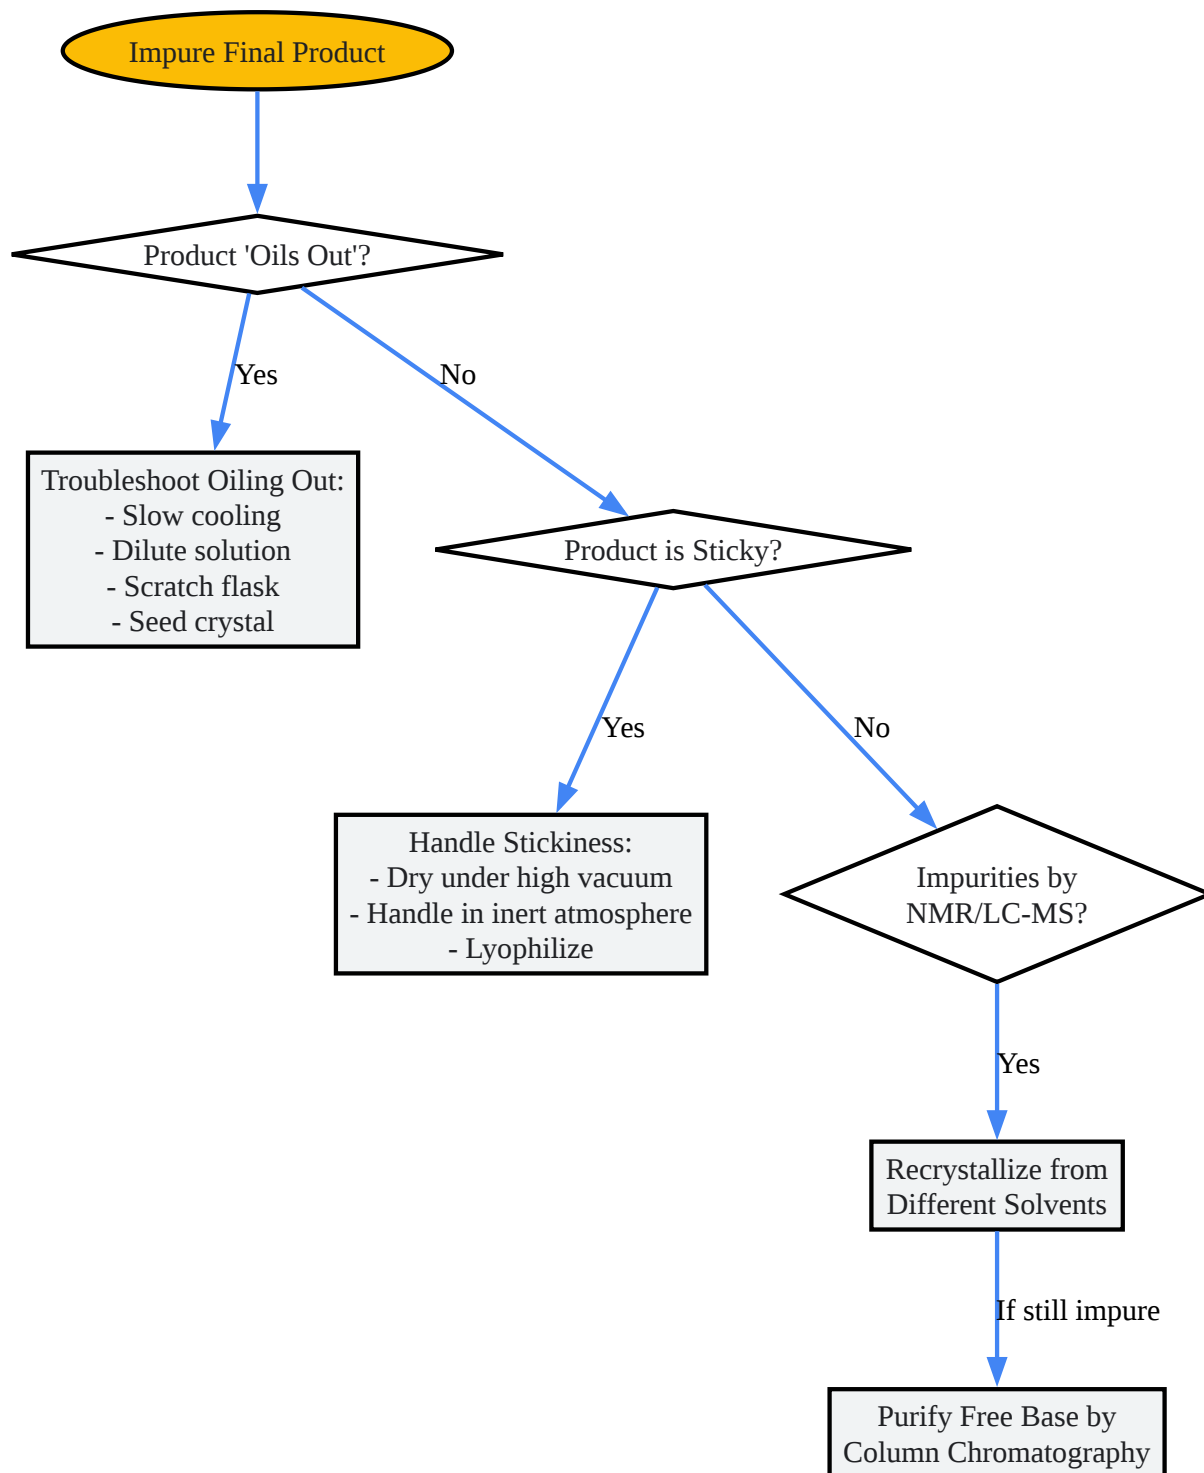 Impure Final Product
Product 'Oils Out'?
Yes
No
Troubleshoot Oiling Out:
- Slow cooling
- Dilute solution
- Scratch flask
- Seed crystal
Product is Sticky?
Yes
No
Handle Stickiness:
- Dry under high vacuum
- Handle in inert atmosphere
- Lyophilize
Impurities by
NMR/LC-MS?
Yes
Recrystallize from
Different Solvents
If still impure
Purify Free Base by
Column Chromatography